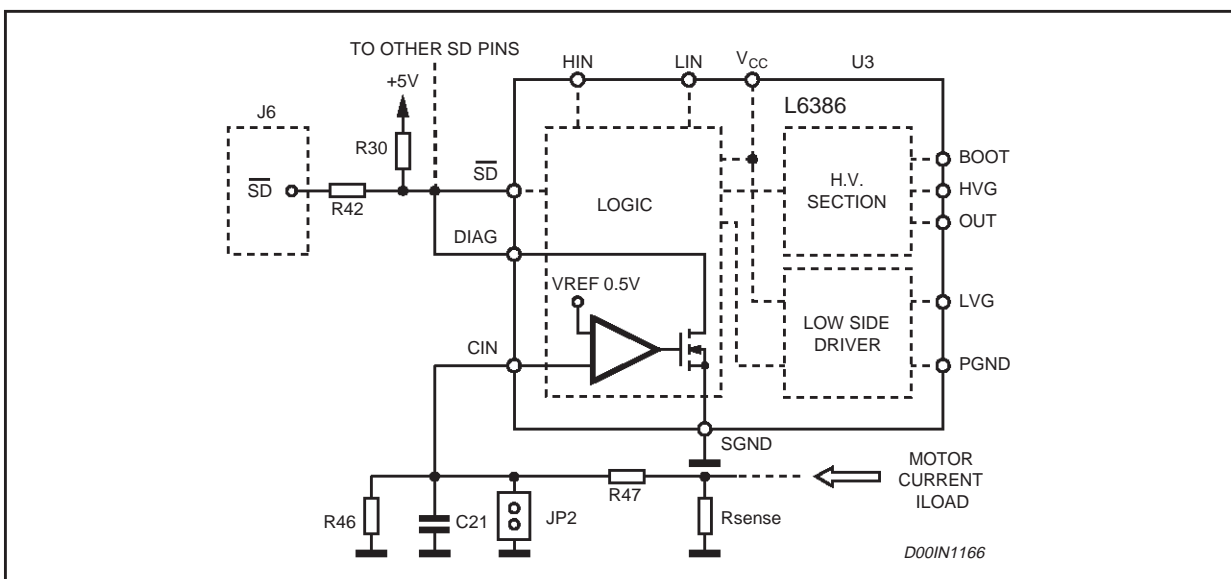 TO OTHER SD PINS
+5V
J6
R30
SD
R42
SD
DIAG
HIN
LIN
VCC
U3
L6386
LOGIC
H.V.
SECTION
BOOT
HVG
OUT
VREF 0.5V
CIN
LOW SIDE
DRIVER
LVG
PGND
SGND
R46
C21
JP2
R47
Rsense
MOTOR
CURRENT
ILOAD
D00IN1166